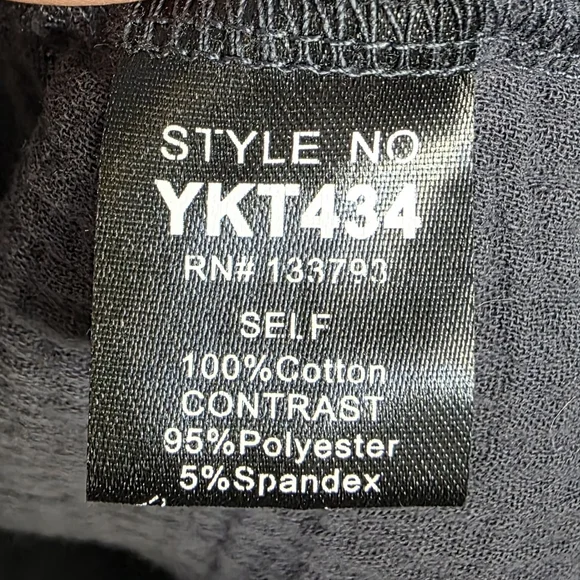 STYLE NO
YKT434
RN# 133793
SELF
100%Cotton
CONTRAST
95%Polyester
5%Spandex